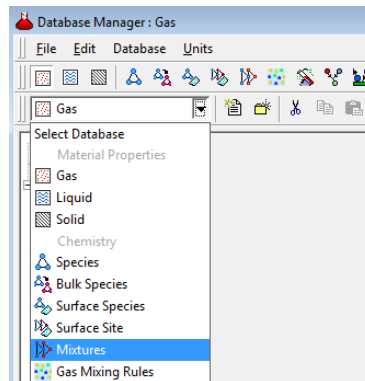 Database Manager : Gas
File Edit Database Units
Gas
Select Database
Material Properties
Gas
Liquid
Solid
Chemistry
Species
Bulk Species
Surface Species
Surface Site
Mixtures
Gas Mixing Rules